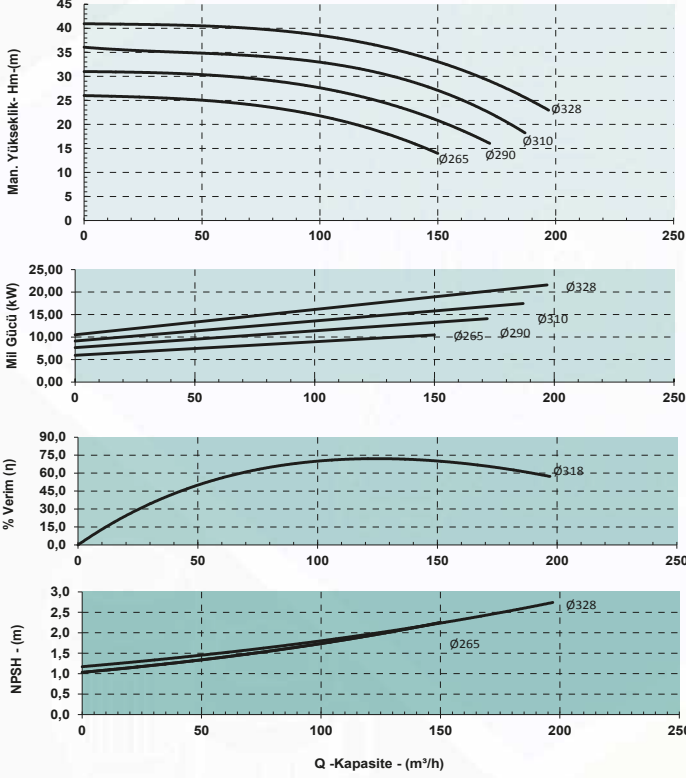 45
40
35
30
25
20
15
10
5
0
Man. Yükseklik- Hm-(m)
Ø328
Ø310
Ø290
Ø265
0 50 100 150 200 250
25,00
20,00
15,00
10,00
5,00
0,00
Mil Gücü (kW)
Ø328
Ø310
Ø290
Ø265
0 50 100 150 200 250
90,0
75,0
60,0
45,0
30,0
15,0
0,0
% Verim (η)
Ø318
0 50 100 150 200 250
3,0
2,5
2,0
1,5
1,0
0,5
0,0
NPSH - (m)
Ø328
Ø265
0 50 100 150 200 250
Q -Kapasite - (m³/h)